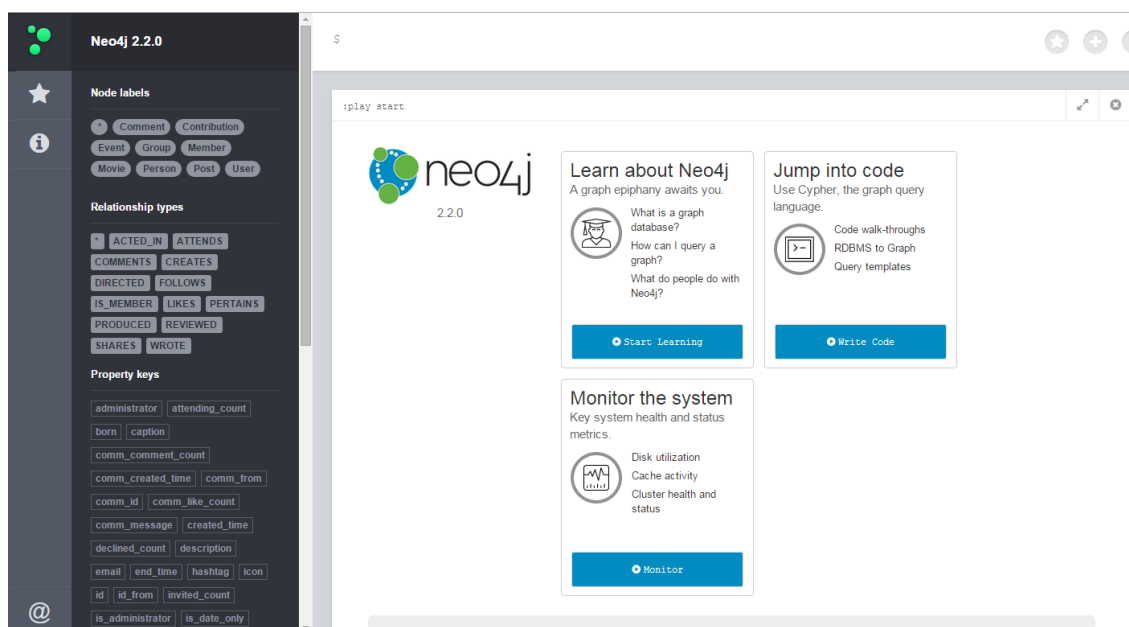 Neo4j 2.2.0
Node labels
* Comment Contribution
Event Group Member
Movie Person Post User
Relationship types
* ACTED_IN ATTENDS
COMMENTS CREATES
DIRECTED FOLLOWS
IS_MEMBER LIKES PERTAINS
PRODUCED REVIEWED
SHARES WROTE
Property keys
administrator attending_count
born caption
comm_comment_count
comm_created_time comm_from
comm_id comm_like_count
comm_message created_time
declined_count description
email end_time hashtag icon
id id_from invited_count
is_administrator is_date_only
@
$
:play start
neo4j
2.2.0
Learn about Neo4j
A graph epiphany awaits you.
What is a graph
database?
How can I query a
graph?
What do people do with
Neo4j?
Start Learning
Jump into code
Use Cypher, the graph query
language.
Code walk-throughs
RDBMS to Graph
Query templates
Write Code
Monitor the system
Key system health and status
metrics.
Disk utilization
Cache activity
Cluster health and
status
Monitor